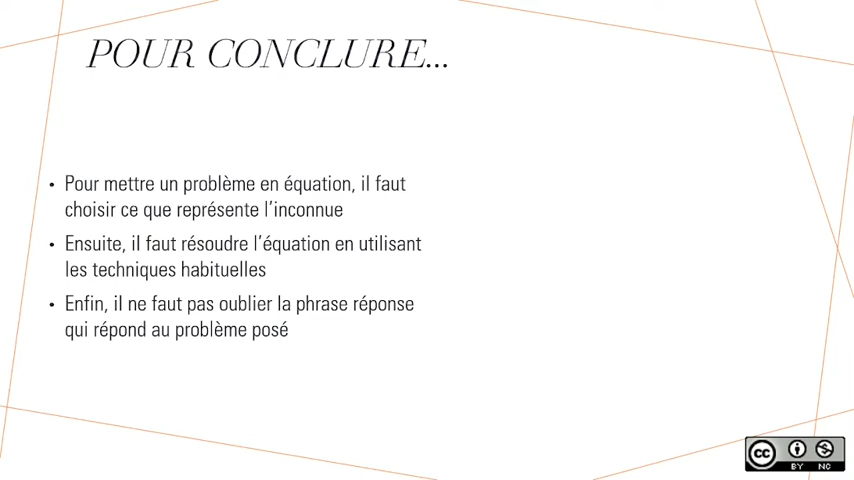 POUR CONCLURE...
• Pour mettre un problème en équation, il faut
choisir ce que représente l'inconnue
• Ensuite, il faut résoudre l'équation en utilisant
les techniques habituelles
• Enfin, il ne faut pas oublier la phrase réponse
qui répond au problème posé
cc
BY NC